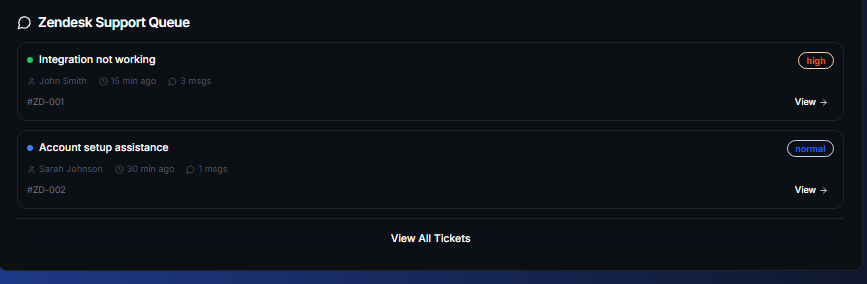 Zendesk Support Queue
Integration not working
high
John Smith 15 min ago 3 msgs
#ZD-001
View →
Account setup assistance
normal
Sarah Johnson 30 min ago 1 msgs
#ZD-002
View →
View All Tickets